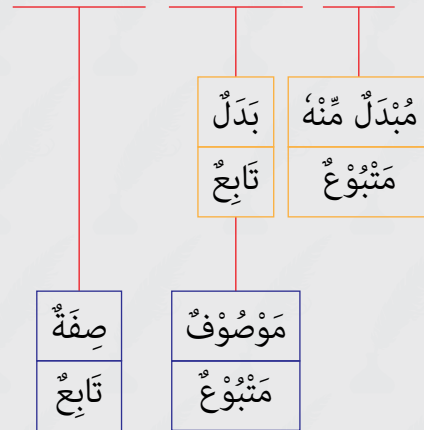 مُبْدَلٌ مِّنْهُ
مَتْبُوْعٌ
بَدَلٌ
تَابِعٌ
مَوْصُوْفٌ
مَتْبُوْعٌ
صِفَةٌ
تَابِعٌ